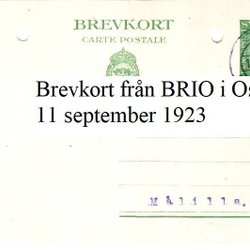 BREVKORT
CARTE POSTALE
Brevkort från BRIO i Os
11 september 1923
Målilla.